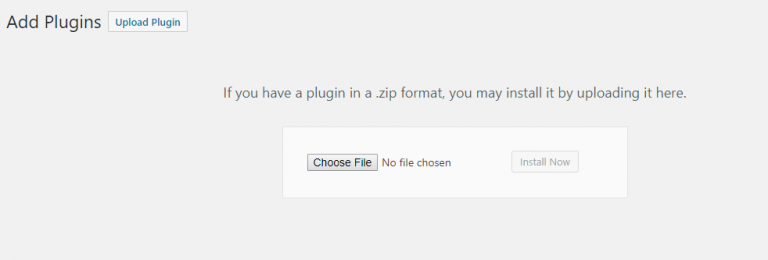 Add Plugins Upload Plugin
If you have a plugin in a .zip format, you may install it by uploading it here.
Choose File No file chosen Install Now